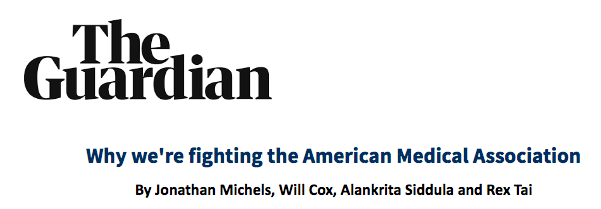 The
Guardian
Why we're fighting the American Medical Association
By Jonathan Michels, Will Cox, Alankrita Siddula and Rex Tai